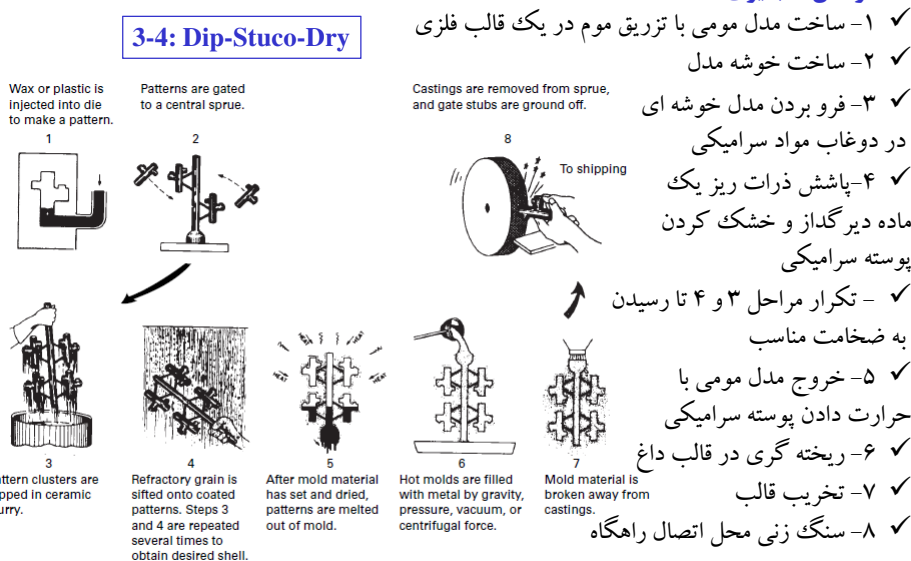 3-4: Dip-Stuco-Dry
✓ ۱- ساخت مدل مومی با تزریق موم در یک قالب فلزی
✓ ۲- ساخت خوشه مدل
✓ ۳- فرو بردن مدل خوشه ای
در دوغاب مواد سرامیکی
✓ ۴-پاشش ذرات ریز یک
ماده دیرگداز و خشک کردن
پوسته سرامیکی
✓ - تکرار مراحل ۳ و ۴ تا رسیدن
به ضخامت مناسب
✓ ۵- خروج مدل مومی با
حرارت دادن پوسته سرامیکی
✓ ۶- ریخته گری در قالب داغ
✓ ۷- تخریب قالب
✓ ۸- سنگ زنی محل اتصال راهگاه
Wax or plastic is
injected into die
to make a pattern.
1
Patterns are gated
to a central sprue.
2
3
ttern clusters are
pped in ceramic
urry.
4
Refractory grain is
sifted onto coated
patterns. Steps 3
and 4 are repeated
several times to
obtain desired shell.
5
After mold material
has set and dried,
patterns are melted
out of mold.
6
Hot molds are filled
with metal by gravity,
pressure, vacuum, or
centrifugal force.
7
Mold material is
broken away from
castings.
Castings are removed from sprue,
and gate stubs are ground off.
8
To shipping